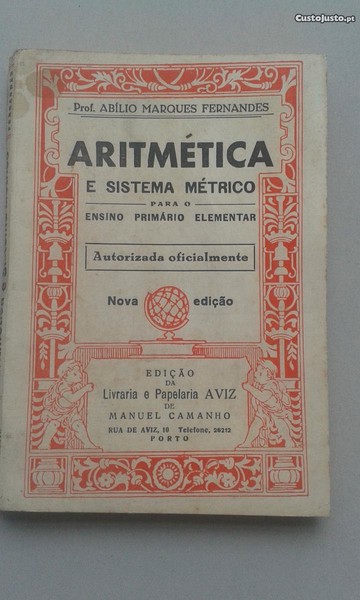 CustoJusto.pt
Prof. ABÍLIO MARQUES FERNANDES
ARITMÉTICA
E SISTEMA MÉTRICO
PARA O
ENSINO PRIMÁRIO ELEMENTAR
Autorizada oficialmente
Nova edição
EDIÇÃO
DA
Livraria e Papelaria AVIZ
DE
MANUEL CAMANHO
RUA DE AVIZ, 10 Telefone, 26212
PORTO